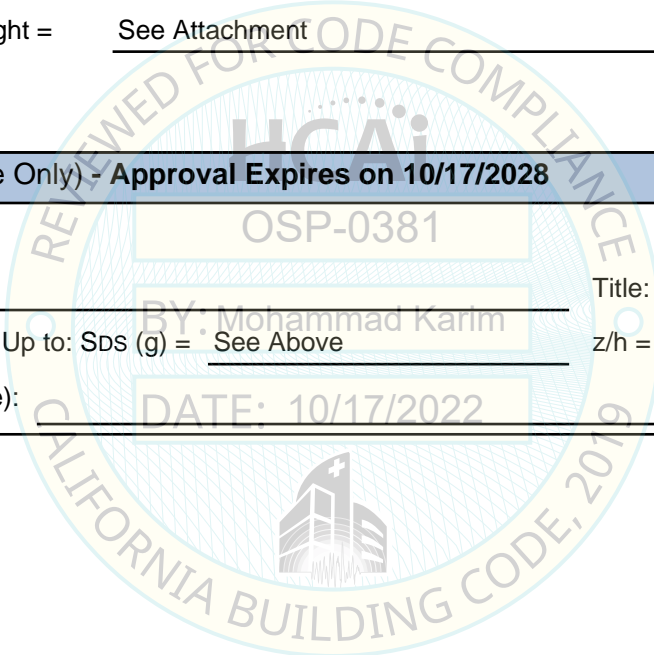 ght = See Attachment
REVIEWED FOR CODE COMPLIANCE
HCAi
e Only) - Approval Expires on 10/17/2028
OSP-0381
Title:
BY: Mohammad Karim
Up to: SDS (g) = See Above z/h =
e):
DATE: 10/17/2022
CALIFORNIA BUILDING CODE, 2019